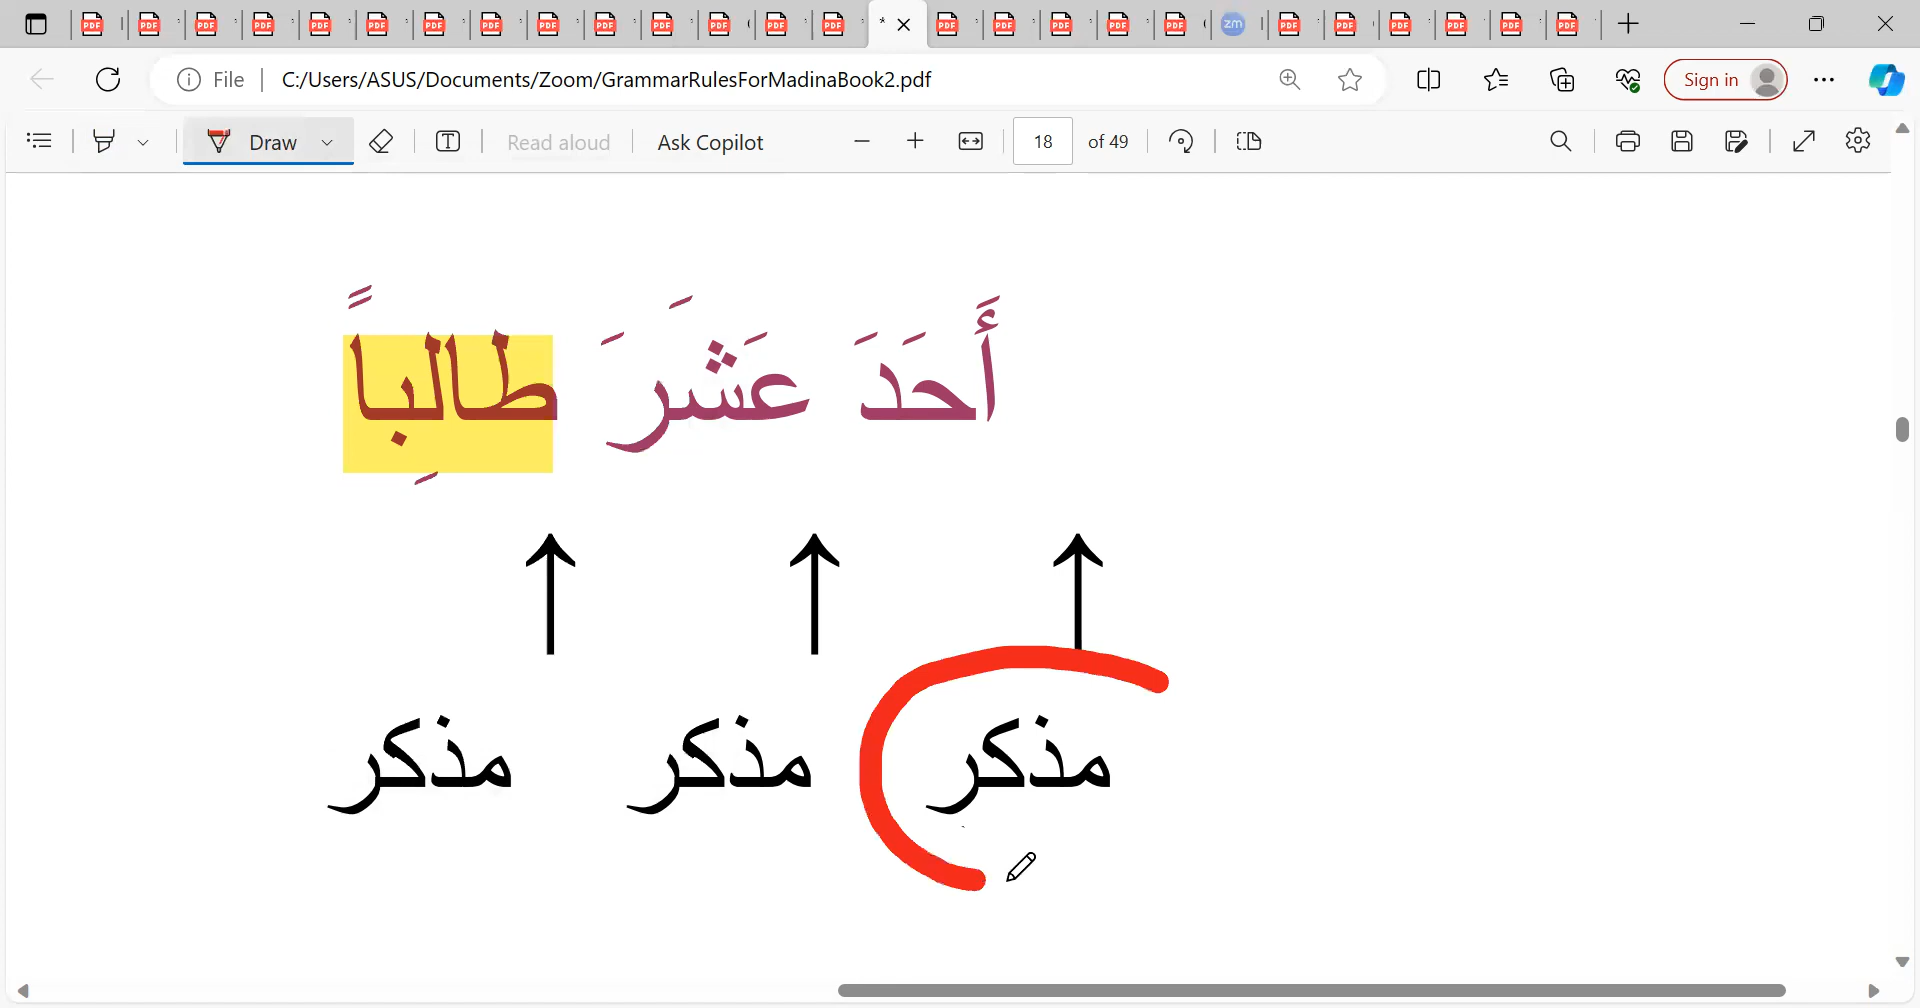 File C:/Users/ASUS/Documents/Zoom/GrammarRulesForMadinaBook2.pdf Sign in
Draw Read aloud Ask Copilot 18 of 49
أَحَدَ عَشَرَ طَالِباً
مذكر مذكر مذكر